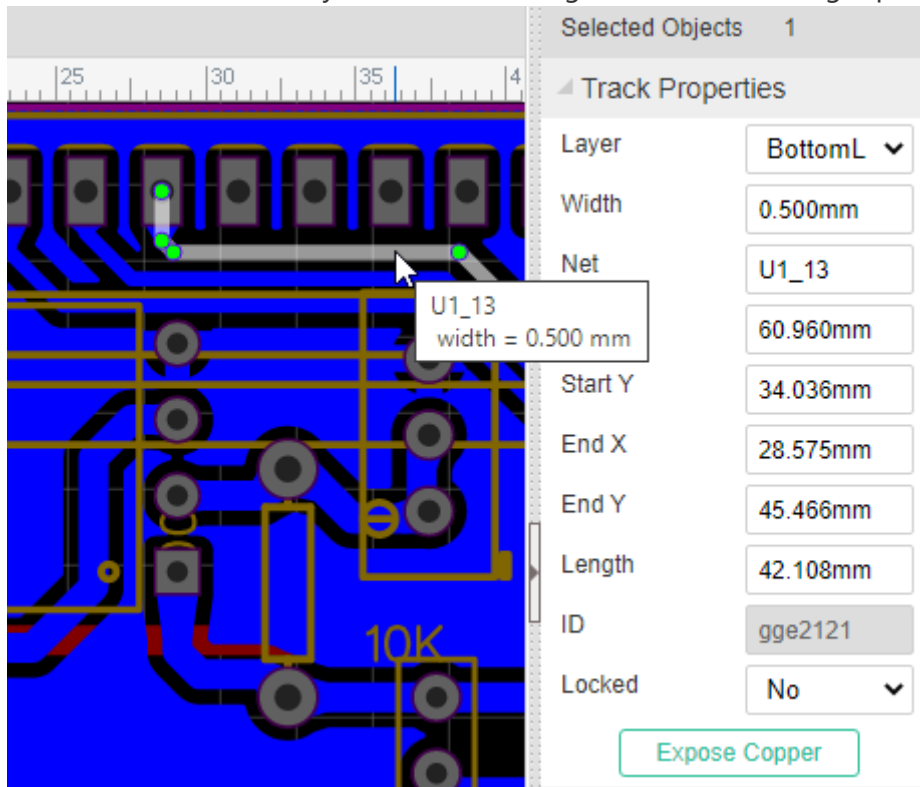 Selected Objects 1
25 30 35 4
Track Properties
Layer BottomL
Width 0.500mm
Net U1_13
U1_13
width = 0.500 mm
60.960mm
Start Y 34.036mm
End X 28.575mm
End Y 45.466mm
Length 42.108mm
ID gge2121
10K
Locked No
Expose Copper